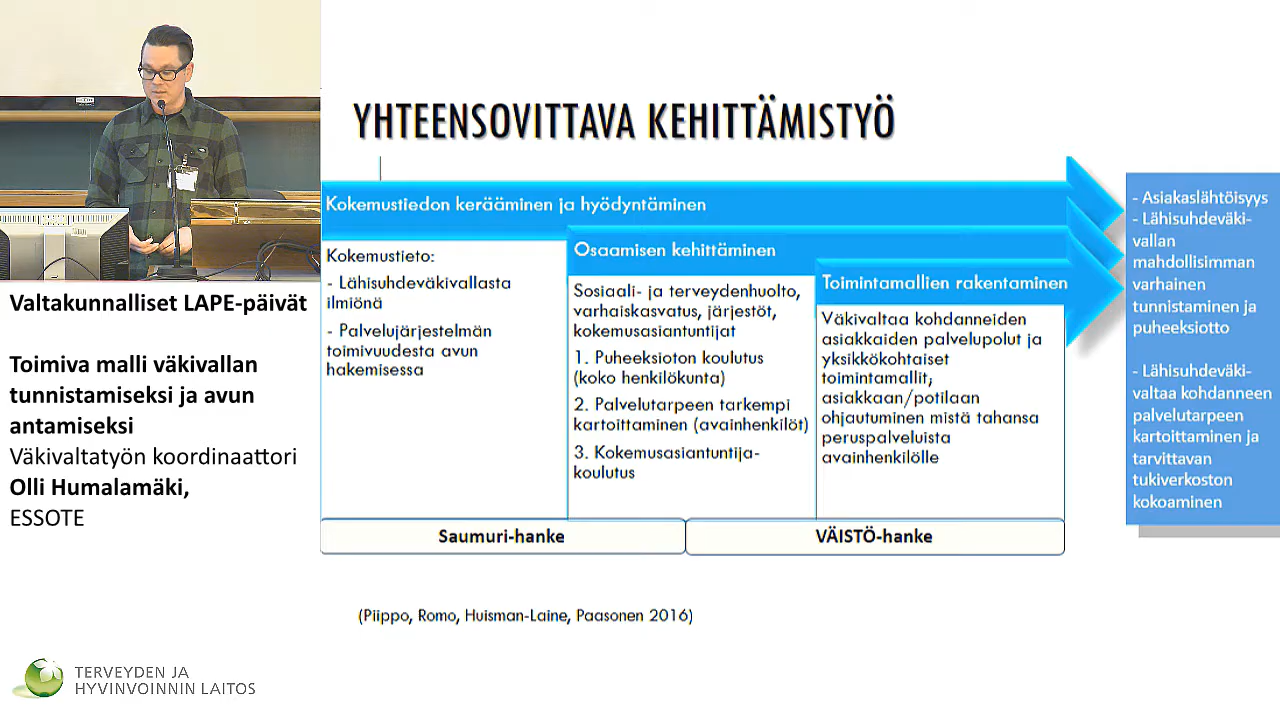 YHTEENSOVITTAVA KEHITTÄMISTYÖ
Kokemustiedon kerääminen ja hyödyntäminen
Kokemustieto:
- Lähisuhdeväkivallasta
ilmiönä
- Palvelujärjestelmän
toimivuudesta avun
hakemisessa
Osaamisen kehittäminen
Sosiaali- ja terveydenhuolto,
varhaiskasvatus, järjestöt,
kokemusasiantuntijat
1. Puheeksioton koulutus
(koko henkilökunta)
2. Palvelutarpeen tarkempi
kartoittaminen (avainhenkilöt)
3. Kokemusasiantuntija-
koulutus
Toimintamallien rakentaminen
Väkivaltaa kohdanneiden
asiakkaiden palvelupolut ja
yksikkökohtaiset
toimintamallit;
asiakkaan/potilaan
ohjautuminen mistä tahansa
peruspalveluista
avainhenkilölle
- Asiakaslähtöisyys
- Lähisuhdeväki-
vallan
mahdollisimman
varhainen
tunnistaminen ja
puheeksiotto
- Lähisuhdeväki-
valtaa kohdanneen
palvelutarpeen
kartoittaminen ja
tarvittavan
tukiverkoston
kokoaminen
Saumuri-hanke
VÄISTÖ-hanke
(Piippo, Romo, Huisman-Laine, Paasonen 2016)
Valtakunnalliset LAPE-päivät
Toimiva malli väkivallan
tunnistamiseksi ja avun
antamiseksi
Väkivaltatyön koordinaattori
Olli Humalamäki,
ESSOTE
TERVEYDEN JA
HYVINVOINNIN LAITOS